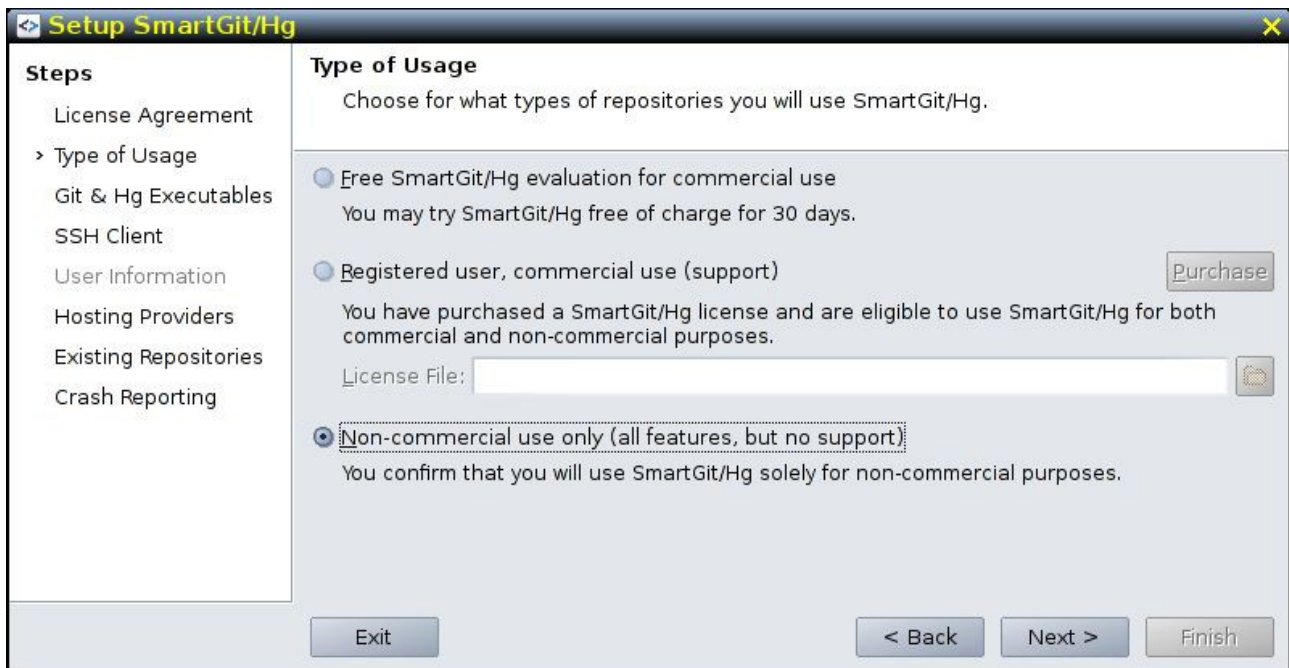 Setup SmartGit/Hg
Steps
License Agreement
Type of Usage
Git & Hg Executables
SSH Client
User Information
Hosting Providers
Existing Repositories
Crash Reporting
Type of Usage
Choose for what types of repositories you will use SmartGit/Hg.
Free SmartGit/Hg evaluation for commercial use
You may try SmartGit/Hg free of charge for 30 days.
Registered user, commercial use (support)
Purchase
You have purchased a SmartGit/Hg license and are eligible to use SmartGit/Hg for both
commercial and non-commercial purposes.
License File:
Non-commercial use only (all features, but no support)
You confirm that you will use SmartGit/Hg solely for non-commercial purposes.
Exit
< Back
Next >
Finish